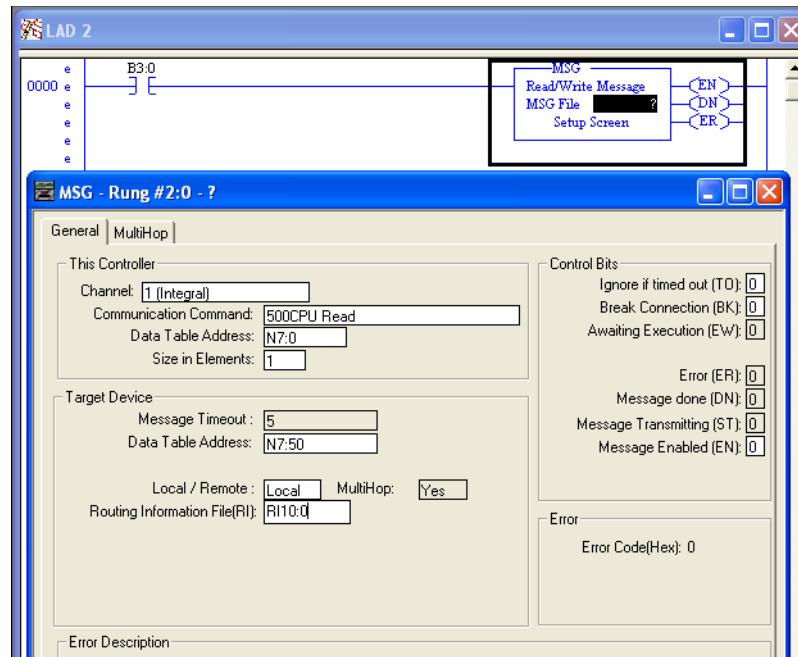 LAD 2
e
B3:0
MSG
0000 e
Read/Write Message
EN
e
MSG File ?
DN
e
Setup Screen
ER
e
e
MSG - Rung #2:0 - ?
General
MultiHop
This Controller
Control Bits
Channel: 1 (Integral)
Ignore if timed out (TO): 0
Communication Command: 500CPU Read
Break Connection (BK): 0
Data Table Address: N7:0
Awaiting Execution (EW): 0
Size in Elements: 1
Error (ER): 0
Target Device
Message done (DN): 0
Message Timeout : 5
Message Transmitting (ST): 0
Data Table Address: N7:50
Message Enabled (EN): 0
Local / Remote : Local MultiHop: Yes
Routing Information File(RI): RI10:0
Error
Error Code(Hex): 0
Error Description